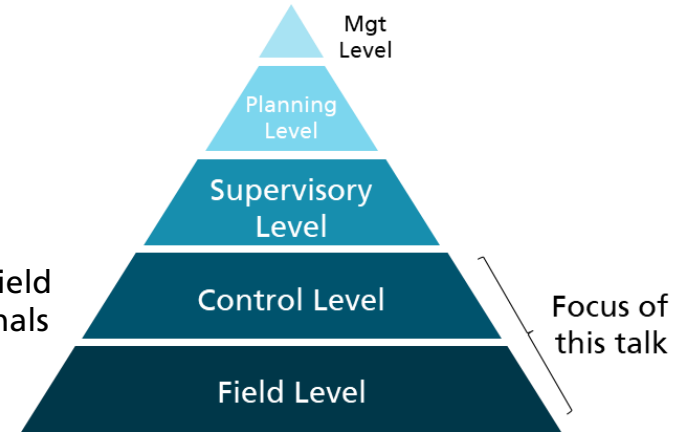 Mgt
Level
Planning
Level
Supervisory
Level
Control Level
Field Level
Focus of
this talk